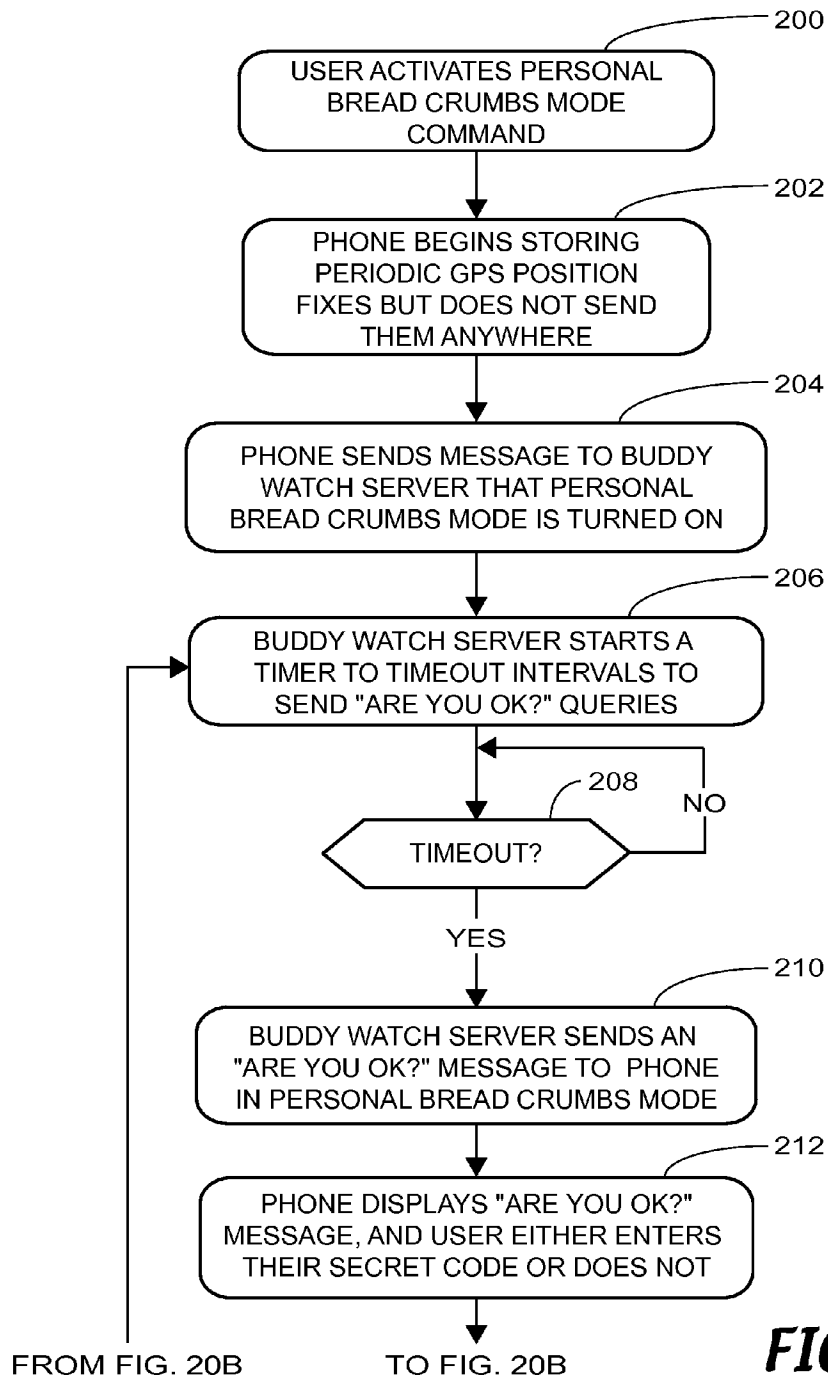 200
USER ACTIVATES PERSONAL
BREAD CRUMBS MODE
COMMAND
202
PHONE BEGINS STORING
PERIODIC GPS POSITION
FIXES BUT DOES NOT SEND
THEM ANYWHERE
204
PHONE SENDS MESSAGE TO BUDDY
WATCH SERVER THAT PERSONAL
BREAD CRUMBS MODE IS TURNED ON
206
BUDDY WATCH SERVER STARTS A
TIMER TO TIMEOUT INTERVALS TO
SEND "ARE YOU OK?" QUERIES
208
NO
TIMEOUT?
YES
210
BUDDY WATCH SERVER SENDS AN
"ARE YOU OK?" MESSAGE TO PHONE
IN PERSONAL BREAD CRUMBS MODE
212
PHONE DISPLAYS "ARE YOU OK?"
MESSAGE, AND USER EITHER ENTERS
THEIR SECRET CODE OR DOES NOT
FROM FIG. 20B
TO FIG. 20B